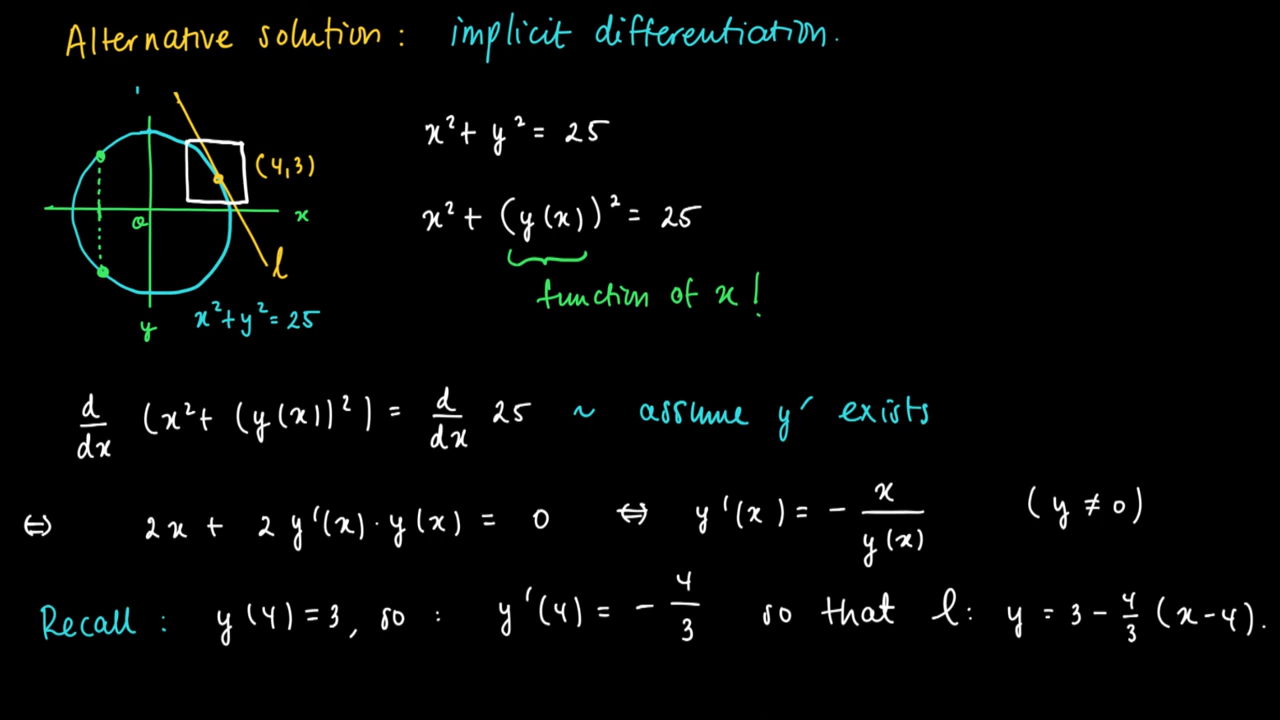 Alternative solution: implicit differentiation.
x² + y² = 25
(4,3)
x² + (y(x))² = 25
x
O
l
function of x!
x² + y² = 25
y
d/dx (x² + (y(x))²) = d/dx 25 ~ assume y' exists
⇔ 2x + 2y'(x)·y(x) = 0 ⇔ y'(x) = - x/y(x) (y ≠ 0)
Recall: y(4) = 3, so: y'(4) = - 4/3 so that l: y = 3 - 4/3 (x-4).